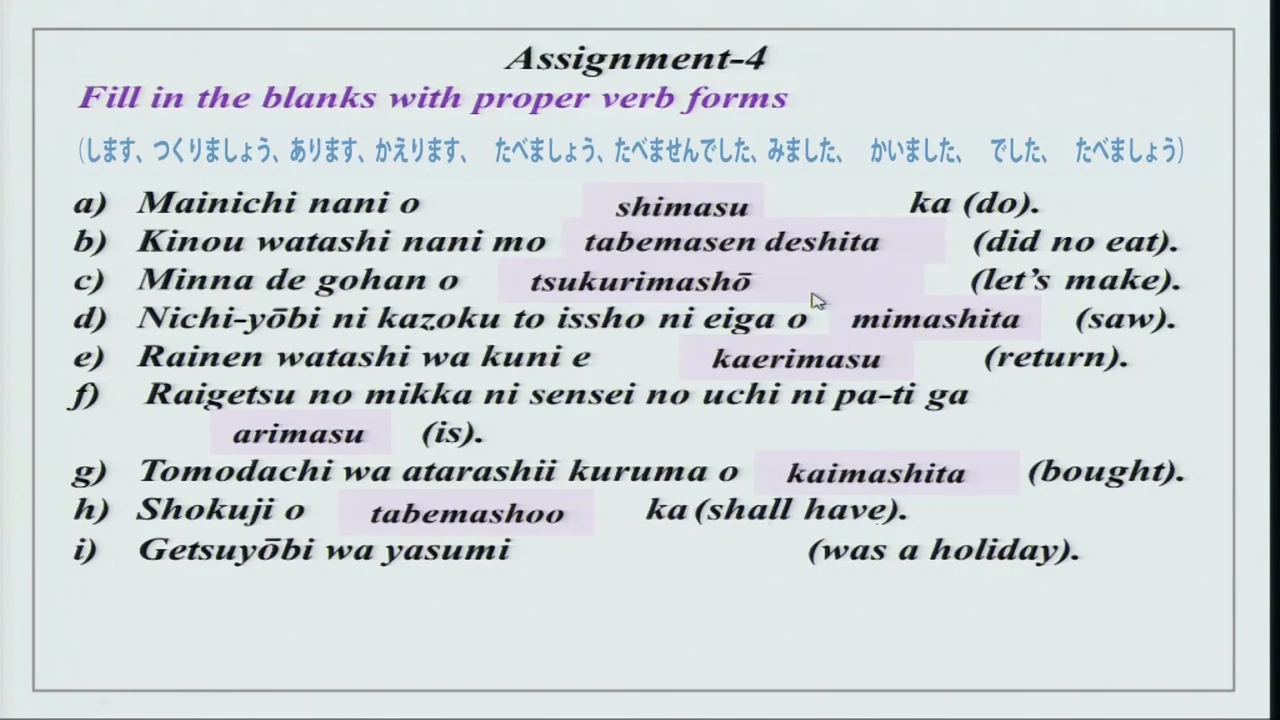 Assignment-4
Fill in the blanks with proper verb forms
(します、つくりましょう、あります、かえります、 たべましょう、たべませんでした、みました、 かいました、 でした、 たべましょう)
a) Mainichi nani o shimasu ka (do).
b) Kinou watashi nani mo tabemasen deshita (did no eat).
c) Minna de gohan o tsukurimashō (let's make).
d) Nichi-yōbi ni kazoku to issho ni eiga o mimashita (saw).
e) Rainen watashi wa kuni e kaerimasu (return).
f) Raigetsu no mikka ni sensei no uchi ni pa-ti ga
arimasu (is).
g) Tomodachi wa atarashii kuruma o kaimashita (bought).
h) Shokuji o tabemashoo ka (shall have).
i) Getsuyōbi wa yasumi (was a holiday).